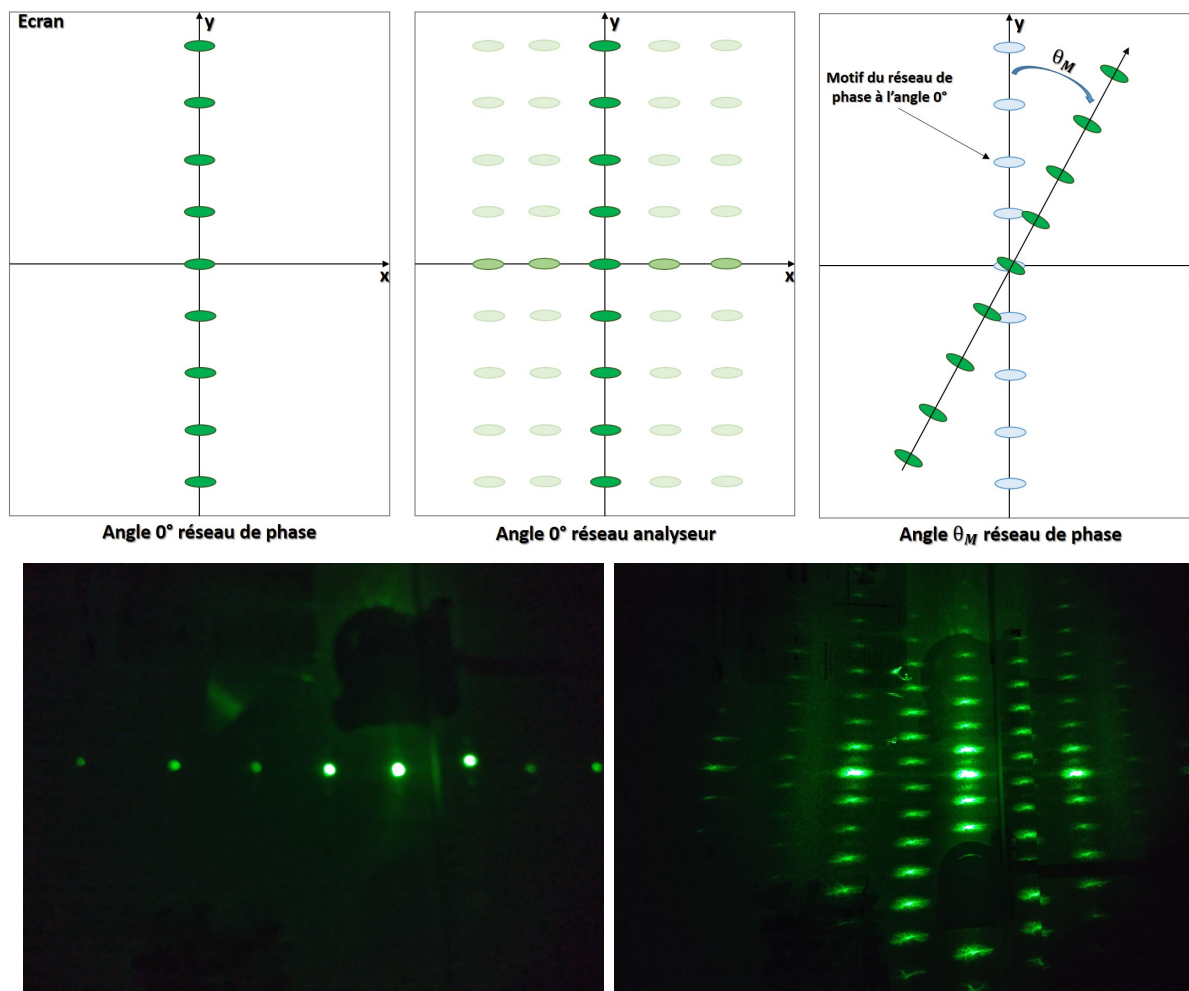 Ecran
y
x
Angle 0° réseau de phase
y
x
Angle 0° réseau analyseur
y
θM
Motif du réseau de
phase à l'angle 0°
Angle θM réseau de phase